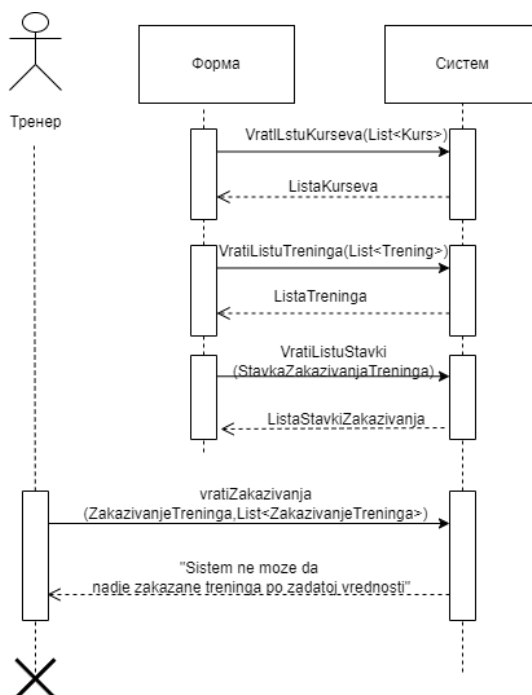 Форма
Систем
Тренер
VratILstuKurseva(List<Kurs>)
ListaKurseva
VratiListuTreninga(List<Trening>)
ListaTreninga
VratiListuStavki
(StavkaZakazivanjaTreninga)
ListaStavkiZakazivanja
vratiZakazivanja
(ZakazivanjeTreninga,List<ZakazivanjeTreninga>)
"Sistem ne moze da
nadje zakazane treninga po zadatoj vrednosti"